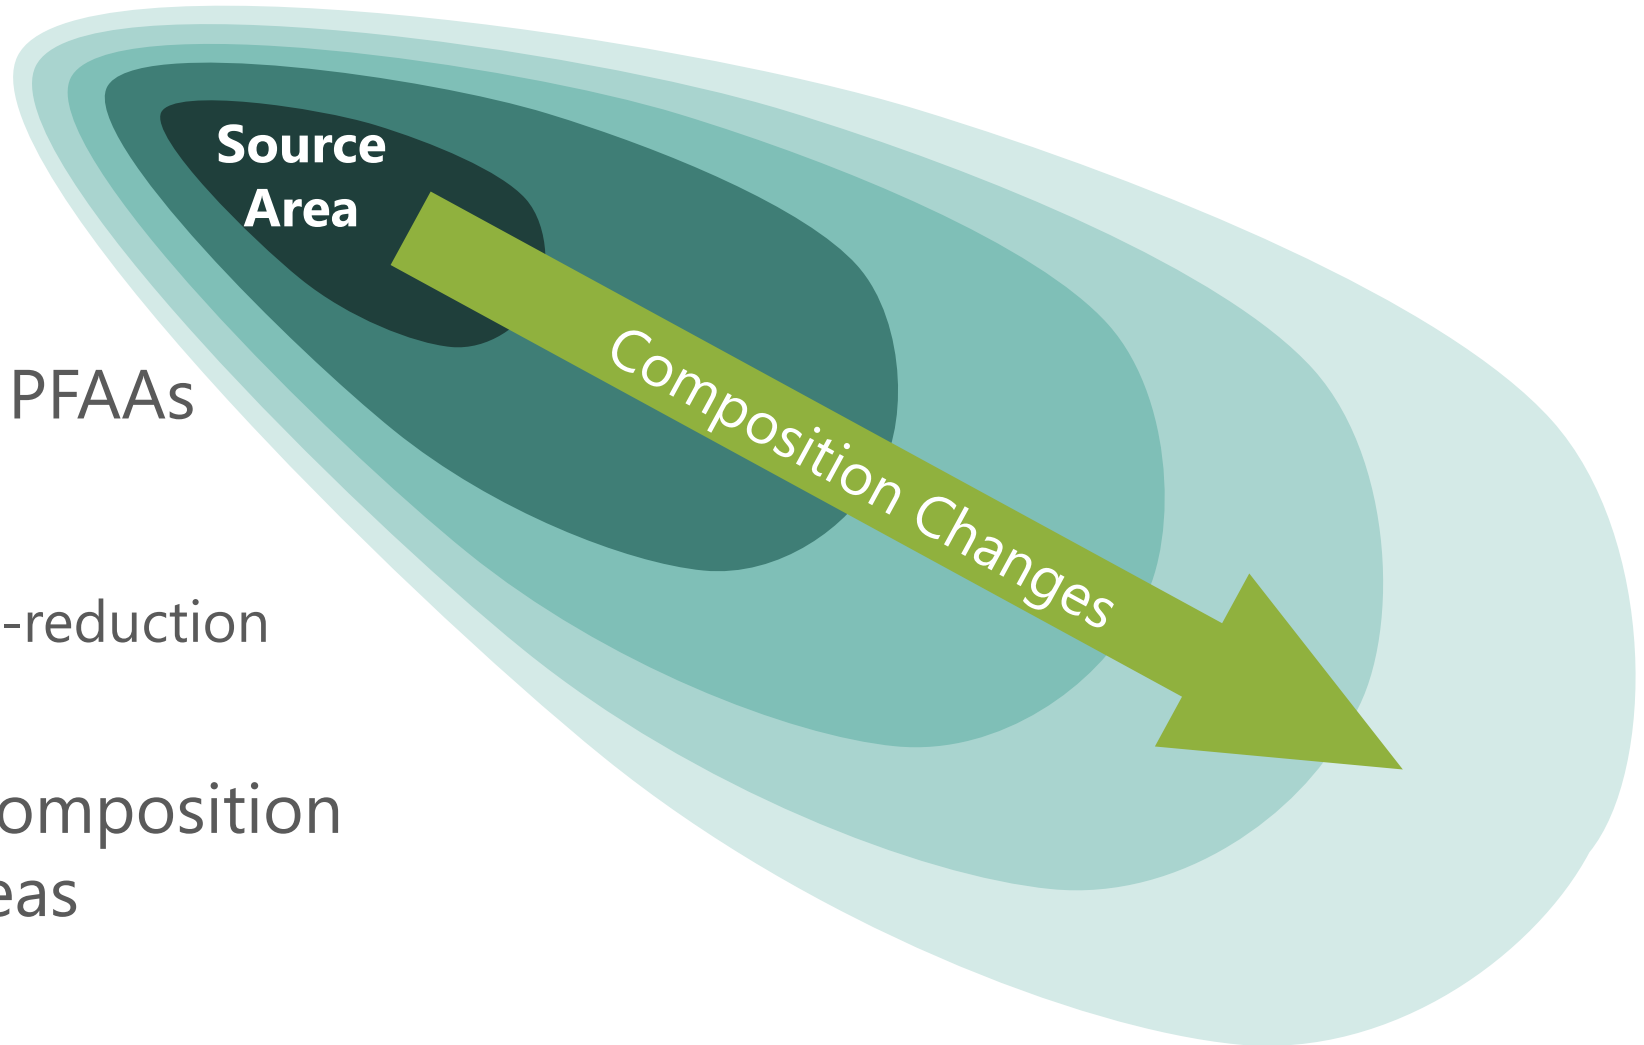 Source
Area
Composition Changes
PFAAs
-reduction
omposition
eas